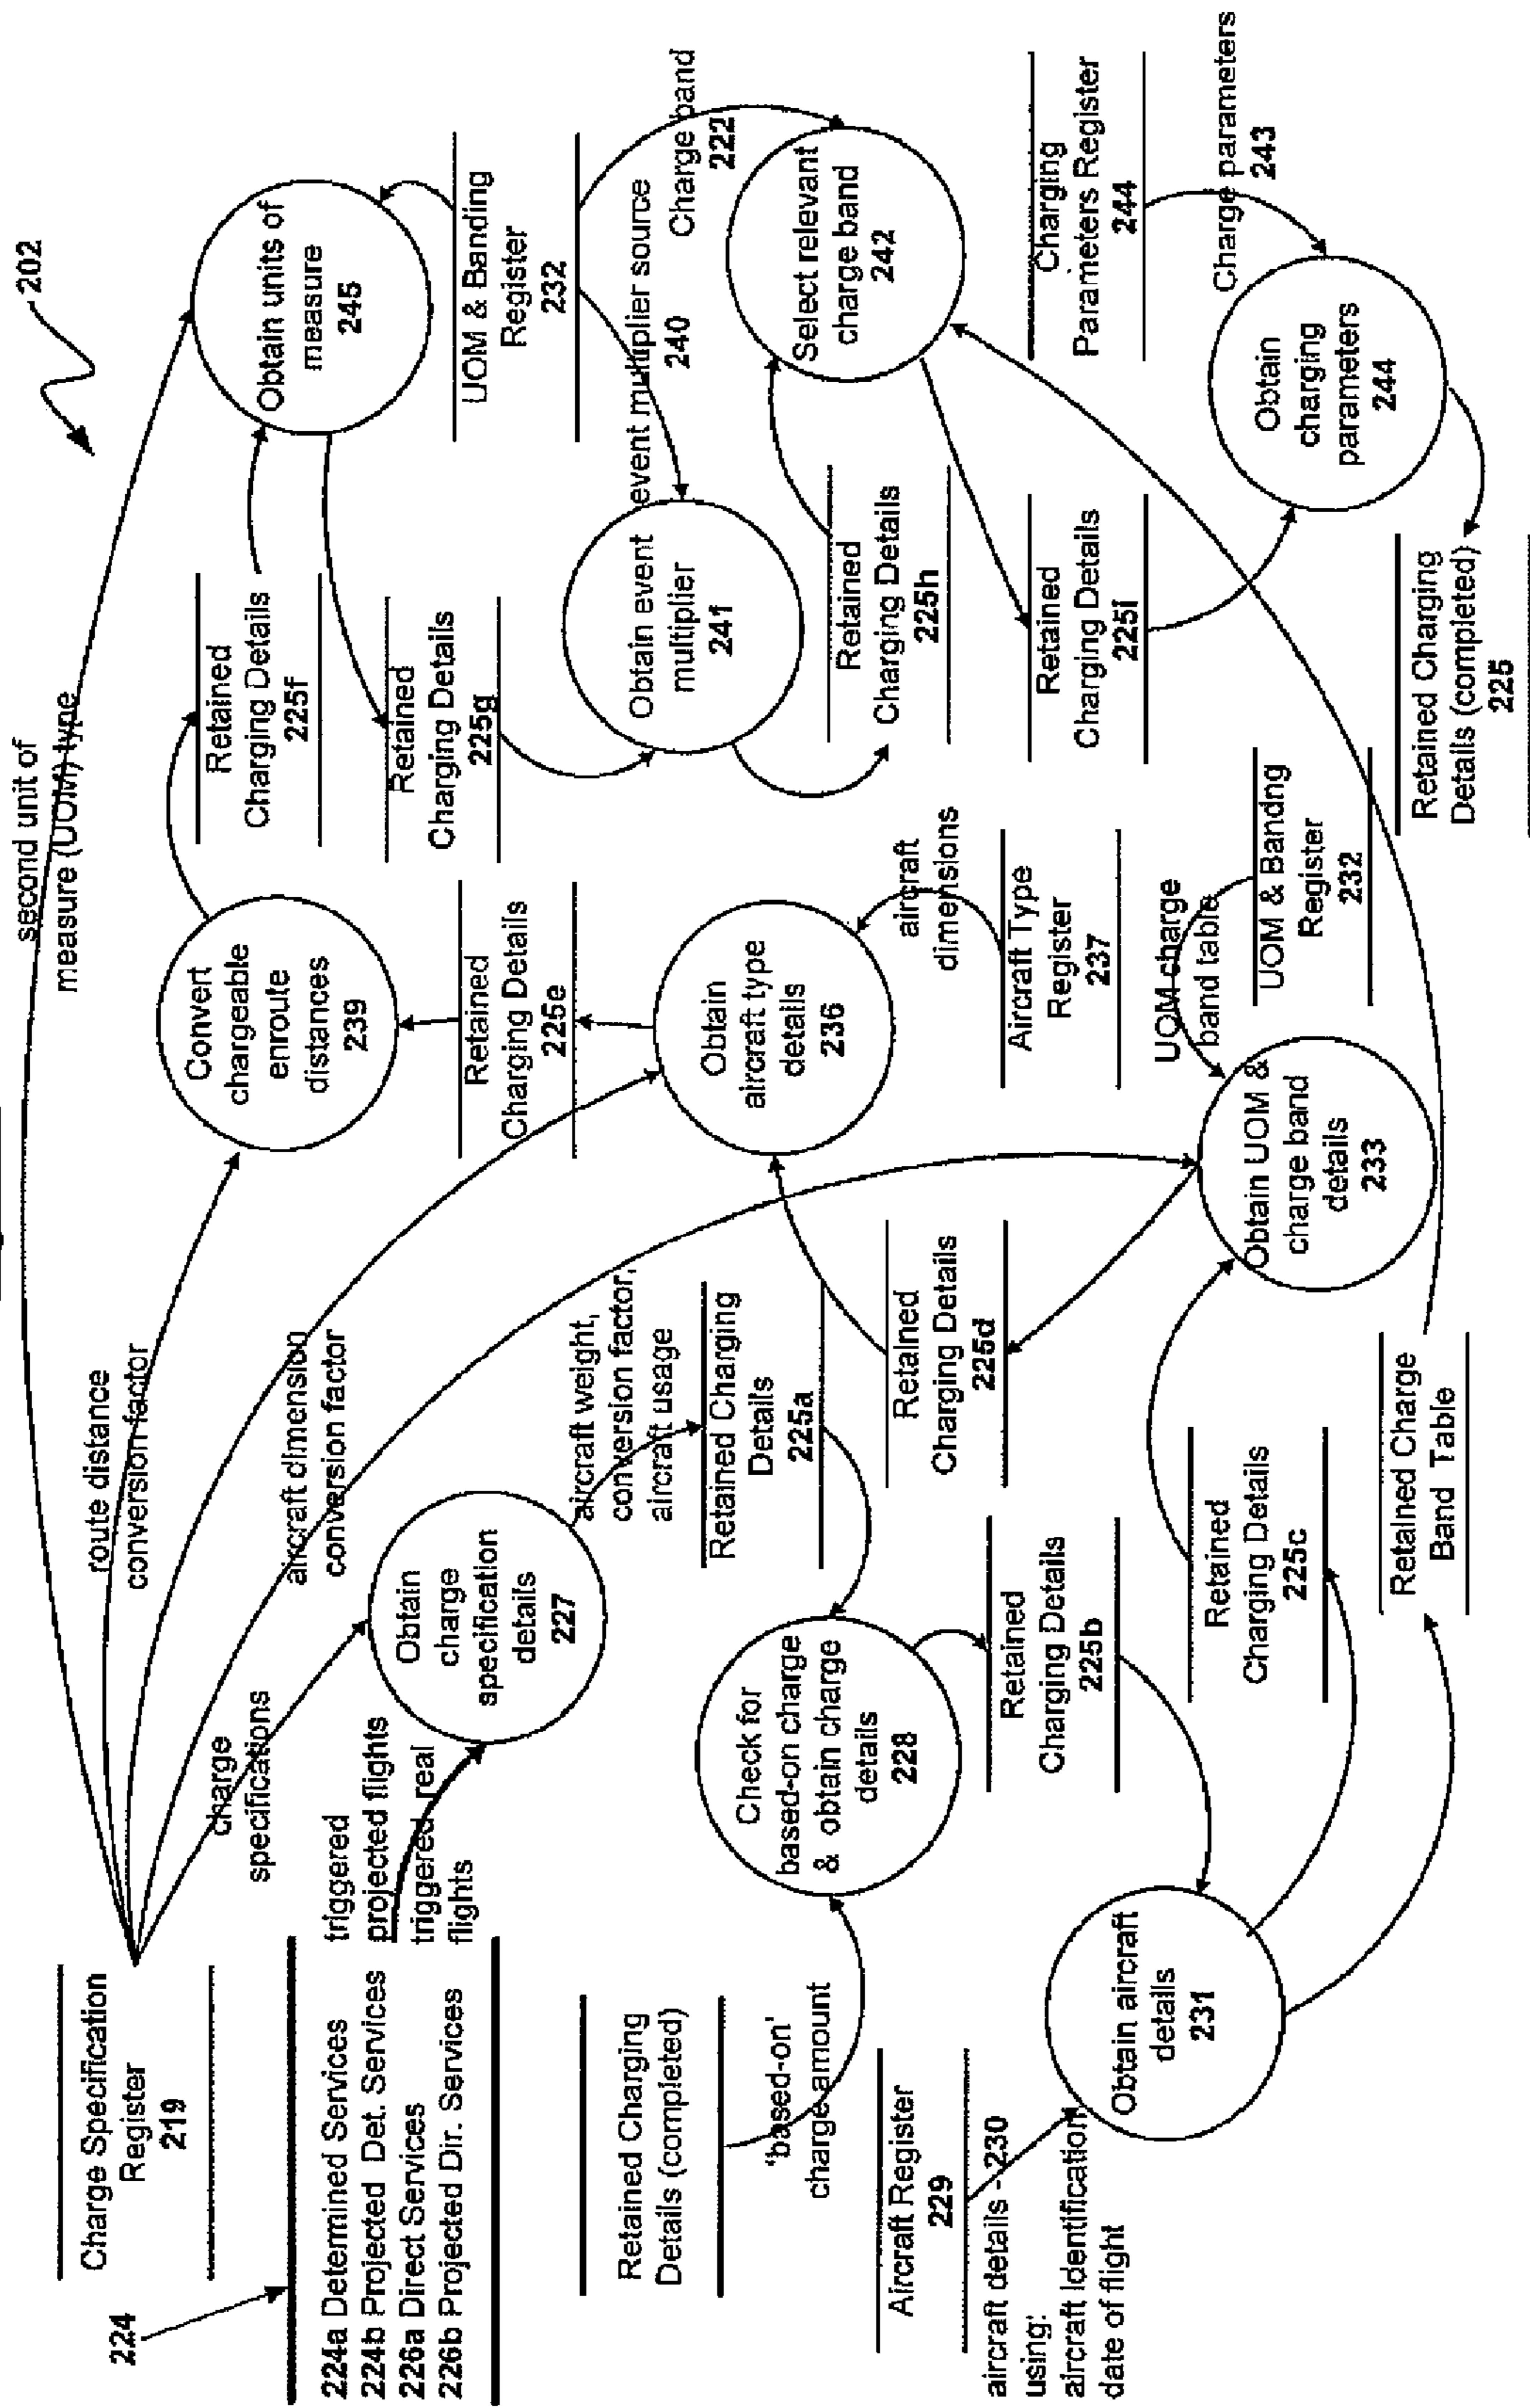 202
second unit of
measure (UOM) type
route distance
conversion factor
aircraft dimension
conversion factor
charge
specifications
Charge Specification
Register
219
224
224a Determined Services
224b Projected Det. Services
226a Direct Services
226b Projected Dir. Services
triggered
projected flights
triggered real
flights
Obtain
charge
specification
details
227
aircraft weight,
conversion factor,
aircraft usage
Retained Charging
Details
225a
Retained Charging
Details (completed)
'based-on'
charge amount
Check for
based-on charge
& obtain charge
details
228
Retained
Charging Details
225b
Aircraft Register
229
aircraft details - 230
using:
aircraft Identification
date of flight
Obtain aircraft
details
231
Retained
Charging Details
225c
Retained Charge
Band Table
Obtain UOM &
charge band
details
233
UOM charge
band table
UOM & Bandng
Register
232
Retained
Charging Details
225d
Obtain
aircraft type
details
236
aircraft
dimensions
Aircraft Type
Register
237
Retained
Charging Details
225e
Convert
chargeable
enroute
distances
239
Retained
Charging Details
225f
Obtain units of
measure
245
UOM & Banding
Register
232
Retained
Charging Details
225g
event multiplier source
240
Obtain event
multiplier
241
Retained
Charging Details
225h
Charge band
222
Select relevant
charge band
242
Retained
Charging Details
225i
Charging
Parameters Register
244
Charge parameters
243
Obtain
charging
parameters
244
Retained Charging
Details (completed)
225